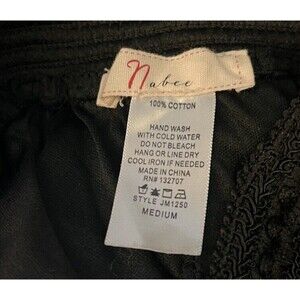 nabee
100% COTTON
HAND WASH
WITH COLD WATER
DO NOT BLEACH
HANG OR LINE DRY
COOL IRON IF NEEDED
MADE IN CHINA
RN# 132707
STYLE JM1250
MEDIUM